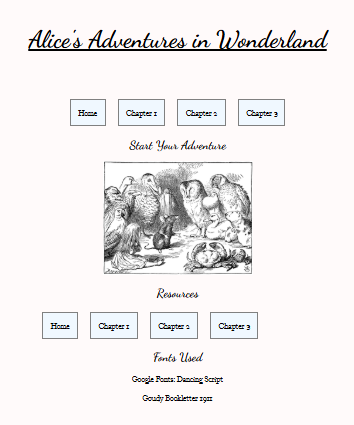 Alice's Adventures in Wonderland
Home Chapter 1 Chapter 2 Chapter 3
Start Your Adventure
Resources
Home Chapter 1 Chapter 2 Chapter 3
Fonts Used
Google Fonts: Dancing Script
Goudy Bookletter 1911